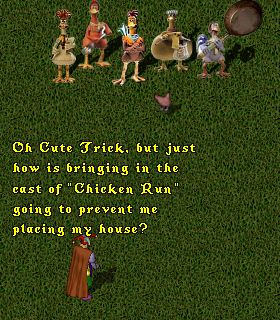 Oh Cute Trick, but just
how is bringing in the
cast of "Chicken Run"
going to prevent me
placing my house?